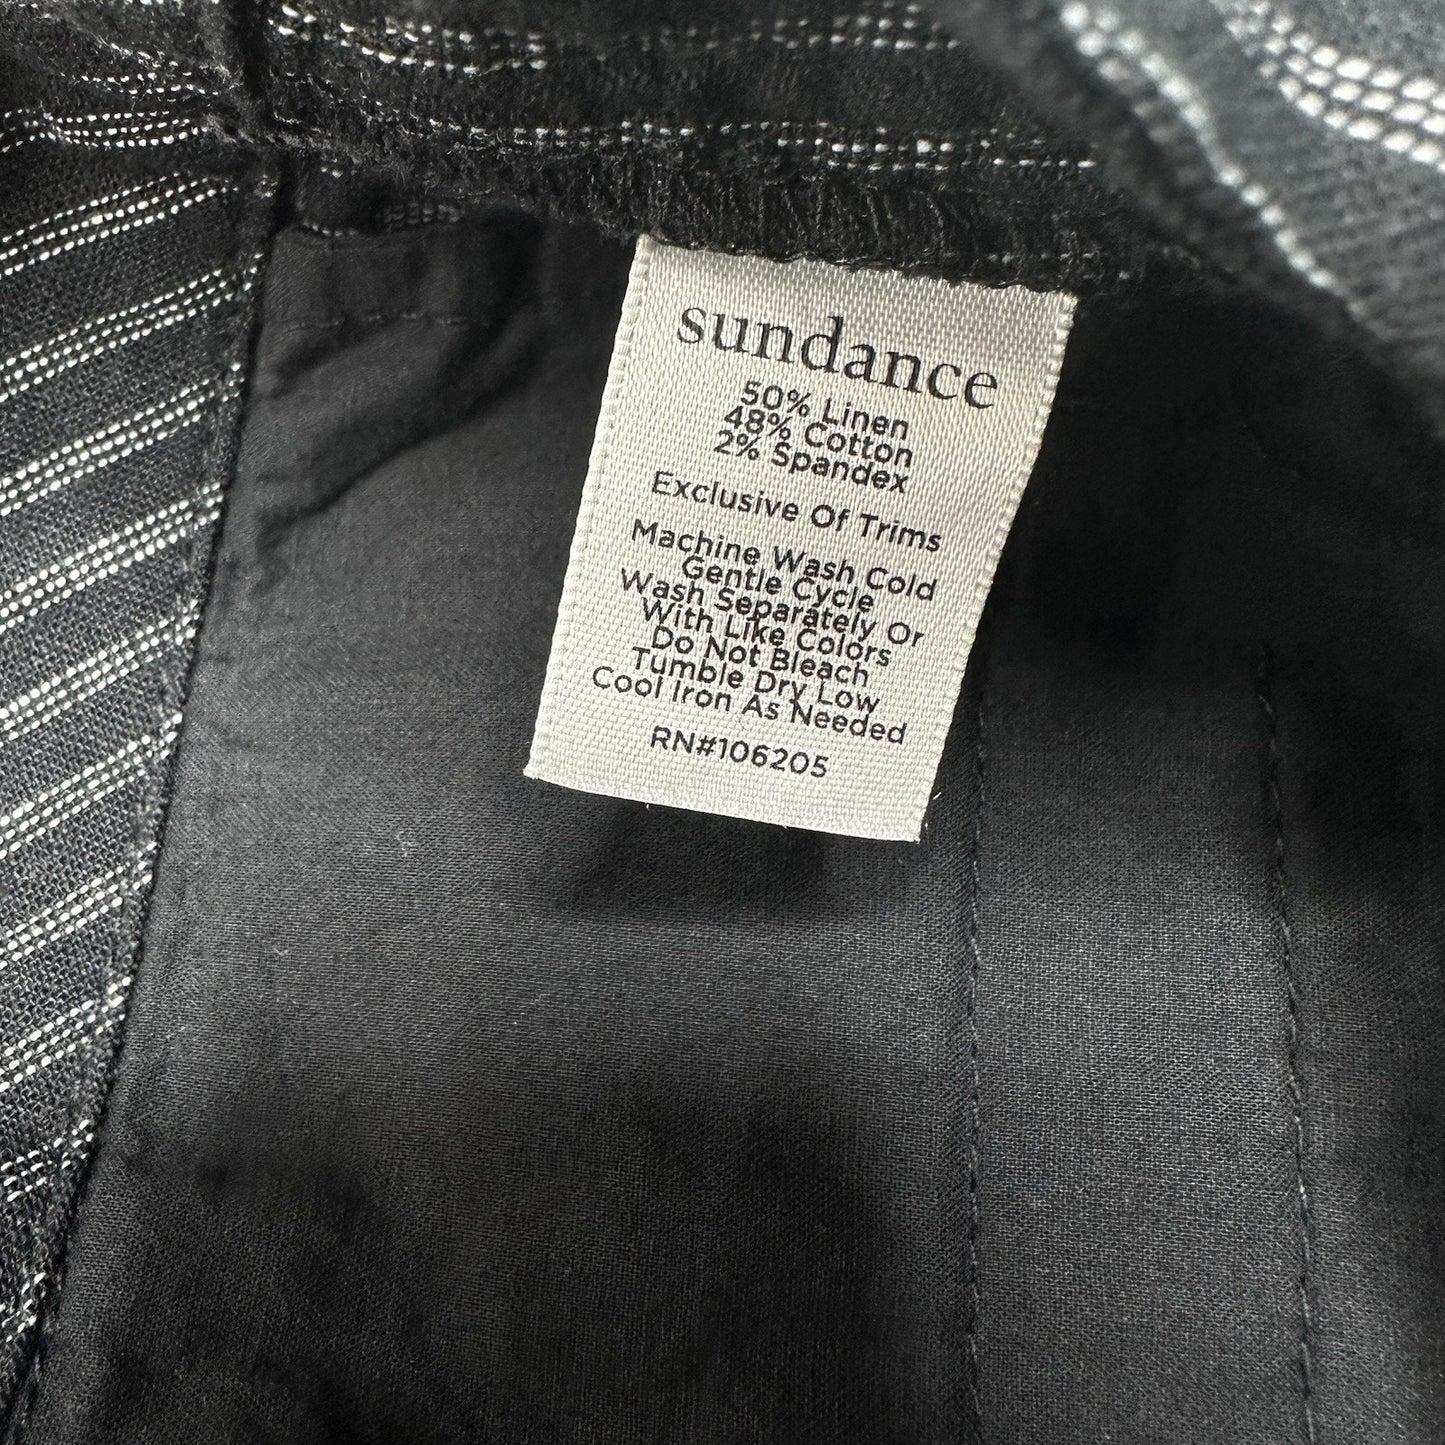 sundance
50% Linen
48% Cotton
2% Spandex
Exclusive Of Trims
Machine Wash Cold
Gentle Cycle
Wash Separately Or
With Like Colors
Do Not Bleach
Tumble Dry Low
Cool Iron As Needed
RN#106205